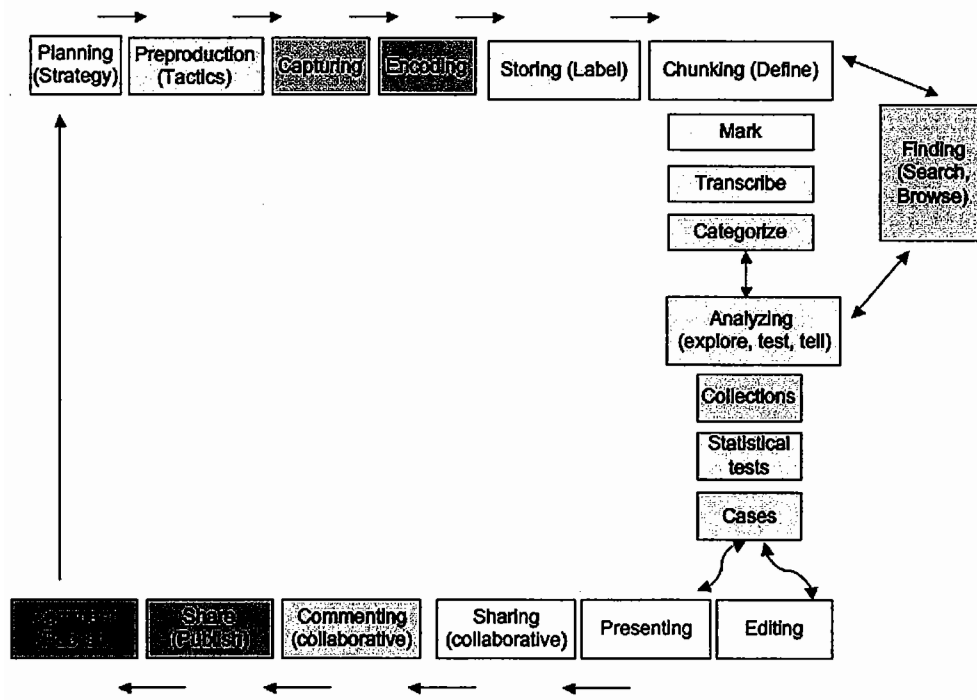 Planning
(Strategy)
Preproduction
(Tactics)
Capturing
Encoding
Storing (Label)
Chunking (Define)
Mark
Transcribe
Categorize
Finding
(Search,
Browse)
Analyzing
(explore, test, tell)
Collections
Statistical
tests
Cases
Share
(Publish)
Commenting
(collaborative)
Sharing
(collaborative)
Presenting
Editing